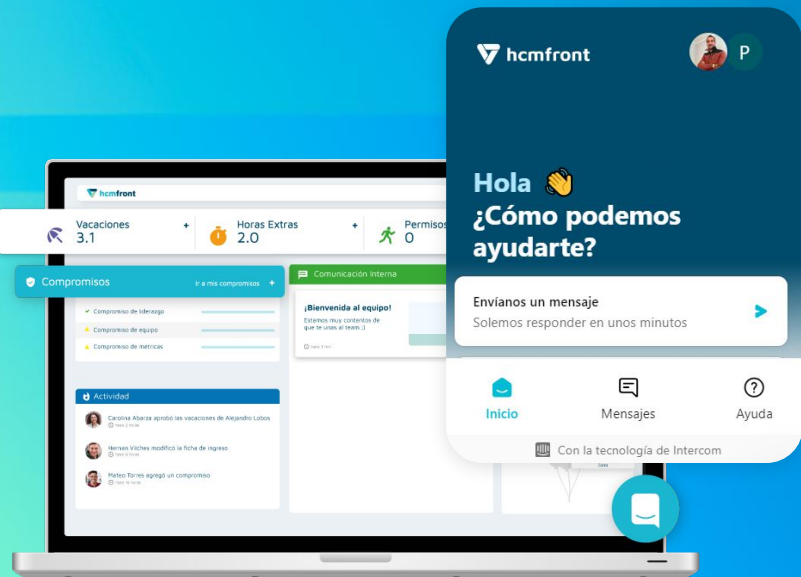 hcmfront
P
Hola 👋
¿Cómo podemos
ayudarte?
Envíanos un mensaje
Solemos responder en unos minutos
Inicio
Mensajes
Ayuda
Con la tecnología de Intercom
hcmfront
Vacaciones
+
3.1
Horas Extras
+
2.0
Permisos
0
Compromisos
Ir a mis compromisos +
Compromiso de liderazgo
Compromiso de equipo
Compromiso de métricas
Comunicación Interna
¡Bienvenida al equipo!
Estamos muy contentos de
que te unas al team :)
Actividad
Carolina Abarza aprobó las vacaciones de Alejandro Lobos
Hernan Vilches modificó la ficha de ingreso
Mateo Torres agregó un compromiso